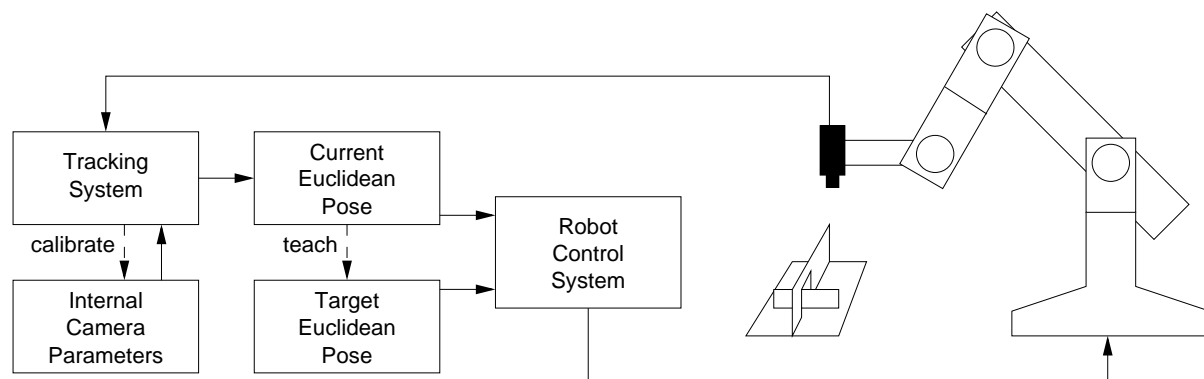 Tracking
System
Current
Euclidean
Pose
calibrate
teach
Robot
Control
System
Internal
Camera
Parameters
Target
Euclidean
Pose